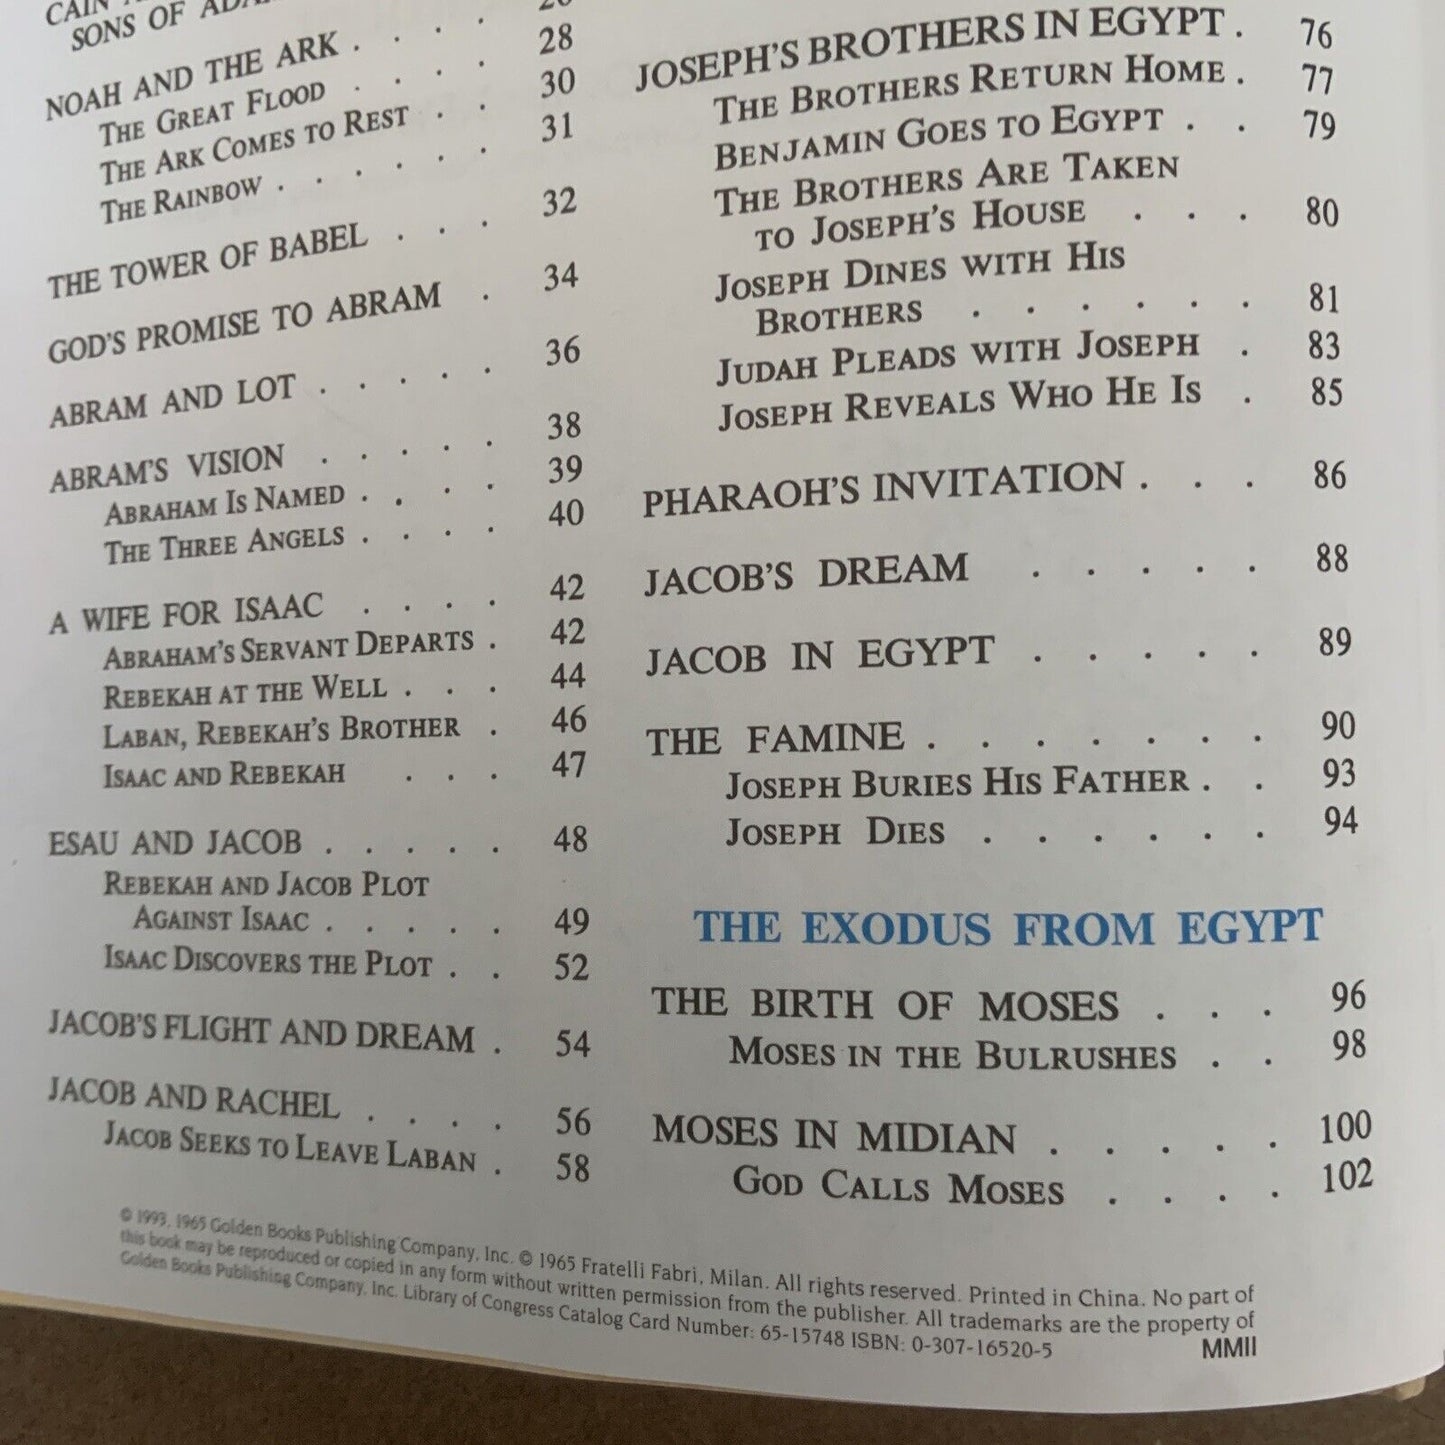 CAIN
SONS OF ADAM
NOAH AND THE ARK . . . . 28
THE GREAT FLOOD . . . . 30
THE ARK COMES TO REST . . 31
THE RAINBOW . . . . . .
THE TOWER OF BABEL . . . 32
GOD'S PROMISE TO ABRAM . 34
ABRAM AND LOT . . . . . 36
ABRAM'S VISION . . . . . 38
ABRAHAM IS NAMED . . . . 39
THE THREE ANGELS . . . . 40
A WIFE FOR ISAAC . . . . 42
ABRAHAM'S SERVANT DEPARTS . 42
REBEKAH AT THE WELL . . . 44
LABAN, REBEKAH'S BROTHER . 46
ISAAC AND REBEKAH . . . 47
ESAU AND JACOB . . . . . 48
REBEKAH AND JACOB PLOT
AGAINST ISAAC . . . . . 49
ISAAC DISCOVERS THE PLOT . . 52
JACOB'S FLIGHT AND DREAM . 54
JACOB AND RACHEL . . . . 56
JACOB SEEKS TO LEAVE LABAN . 58
JOSEPH'S BROTHERS IN EGYPT . 76
THE BROTHERS RETURN HOME . 77
BENJAMIN GOES TO EGYPT . . 79
THE BROTHERS ARE TAKEN
TO JOSEPH'S HOUSE . . . 80
JOSEPH DINES WITH HIS
BROTHERS . . . . . . 81
JUDAH PLEADS WITH JOSEPH . 83
JOSEPH REVEALS WHO HE IS . 85
PHARAOH'S INVITATION . . . 86
JACOB'S DREAM . . . . . 88
JACOB IN EGYPT . . . . . 89
THE FAMINE . . . . . . . 90
JOSEPH BURIES HIS FATHER . . 93
JOSEPH DIES . . . . . . 94
THE EXODUS FROM EGYPT
THE BIRTH OF MOSES . . . 96
MOSES IN THE BULRUSHES . . 98
MOSES IN MIDIAN . . . . . 100
GOD CALLS MOSES . . . . 102
© 1993, 1965 Golden Books Publishing Company, Inc. © 1965 Fratelli Fabri, Milan. All rights reserved. Printed in China. No part of
this book may be reproduced or copied in any form without written permission from the publisher. All trademarks are the property of
Golden Books Publishing Company, Inc. Library of Congress Catalog Card Number: 65-15748 ISBN: 0-307-16520-5 MMII